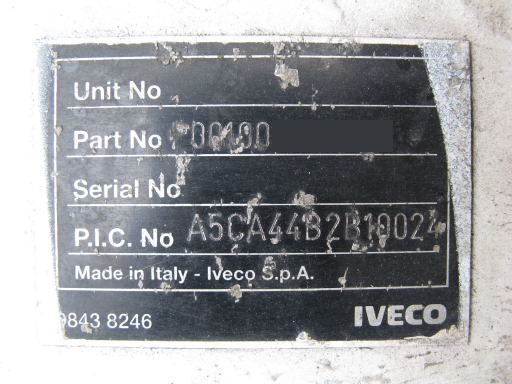 Unit No
Part No
Serial No
P.I.C. No A5CA44B2B10024
Made in Italy - Iveco S.p.A.
9843 8246 IVECO